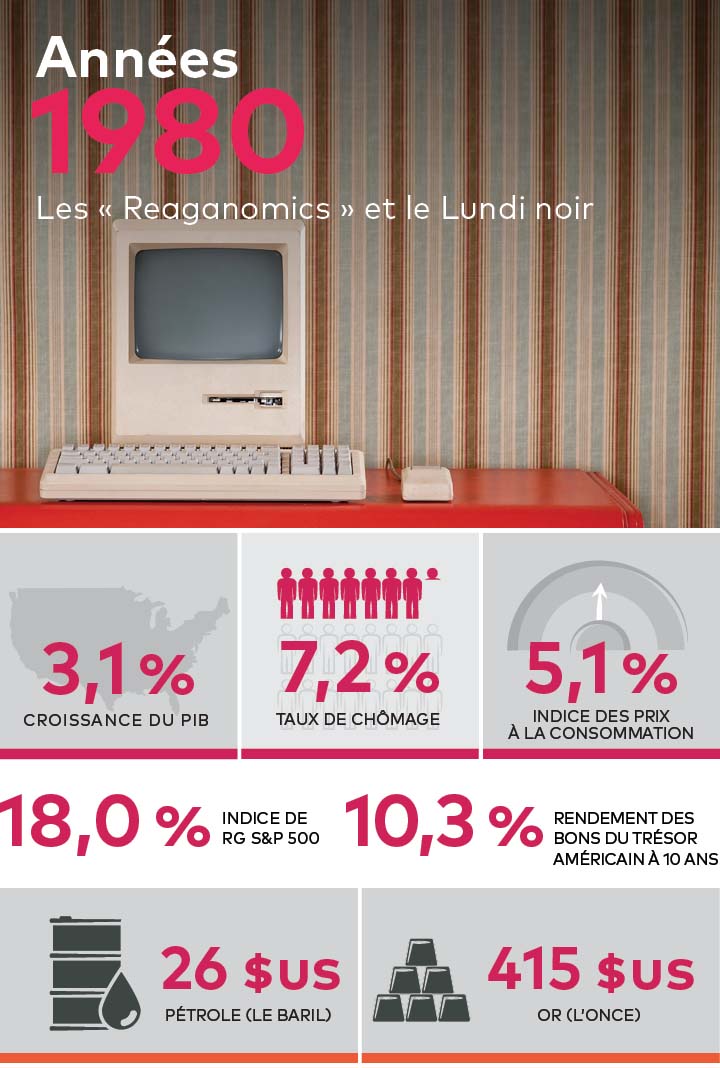 Années
1980
Les « Reaganomics » et le Lundi noir
3,1 %
CROISSANCE DU PIB
7,2 %
TAUX DE CHÔMAGE
5,1 %
INDICE DES PRIX
À LA CONSOMMATION
18,0 %
INDICE DE
RG S&P 500
10,3 %
RENDEMENT DES
BONS DU TRÉSOR
AMÉRICAIN À 10 ANS
26 $US
PÉTROLE (LE BARIL)
415 $US
OR (L'ONCE)